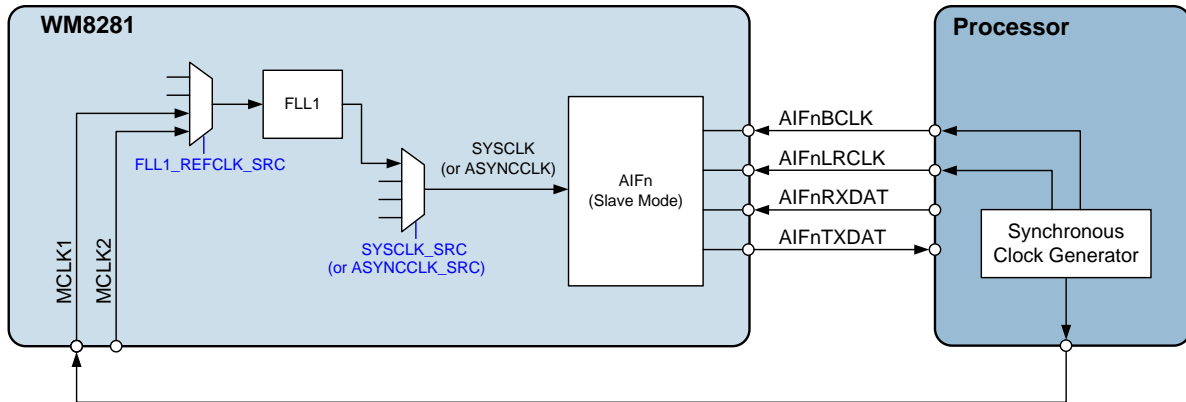 WM8281
Processor
FLL1
FLL1_REFCLK_SRC
SYSCLK
(or ASYNCCLK)
SYSCLK_SRC
(or ASYNCCLK_SRC)
AIFn
(Slave Mode)
AIFnBCLK
AIFnLRCLK
AIFnRXDAT
AIFnTXDAT
Synchronous
Clock Generator
MCLK1
MCLK2